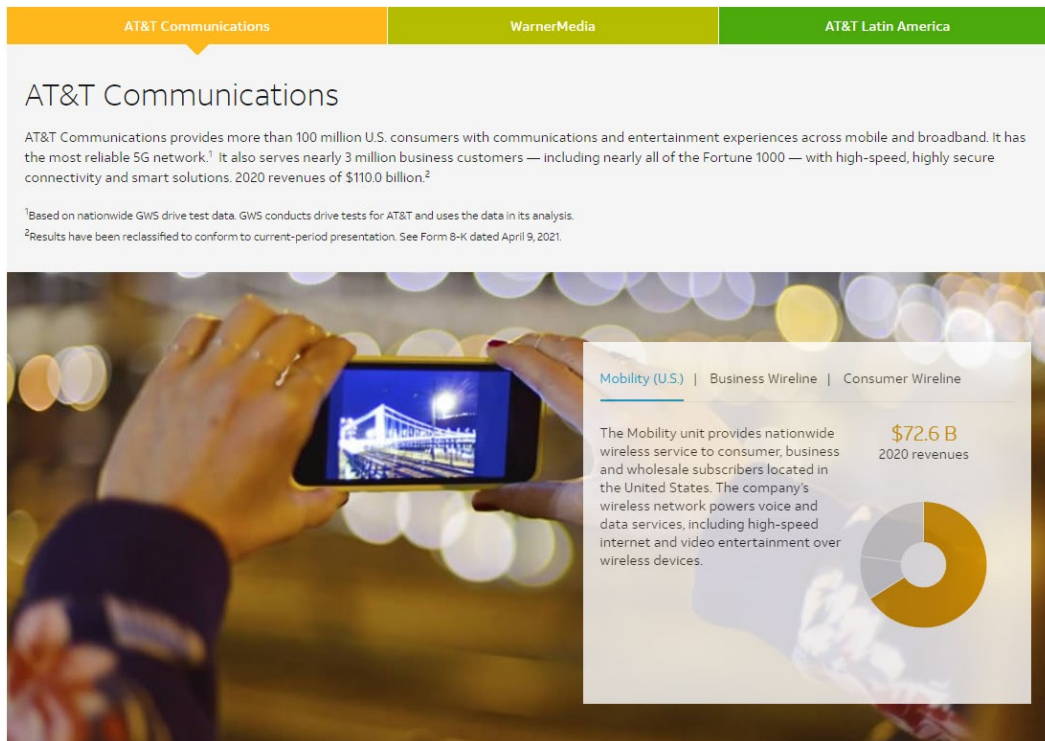 AT&T Communications
WarnerMedia
AT&T Latin America
AT&T Communications
AT&T Communications provides more than 100 million U.S. consumers with communications and entertainment experiences across mobile and broadband. It has
the most reliable 5G network.¹ It also serves nearly 3 million business customers — including nearly all of the Fortune 1000 — with high-speed, highly secure
connectivity and smart solutions. 2020 revenues of $110.0 billion.²
¹Based on nationwide GWS drive test data. GWS conducts drive tests for AT&T and uses the data in its analysis.
²Results have been reclassified to conform to current-period presentation. See Form 8-K dated April 9, 2021.
Mobility (U.S.) | Business Wireline | Consumer Wireline
The Mobility unit provides nationwide
wireless service to consumer, business
and wholesale subscribers located in
the United States. The company's
wireless network powers voice and
data services, including high-speed
internet and video entertainment over
wireless devices.
$72.6 B
2020 revenues